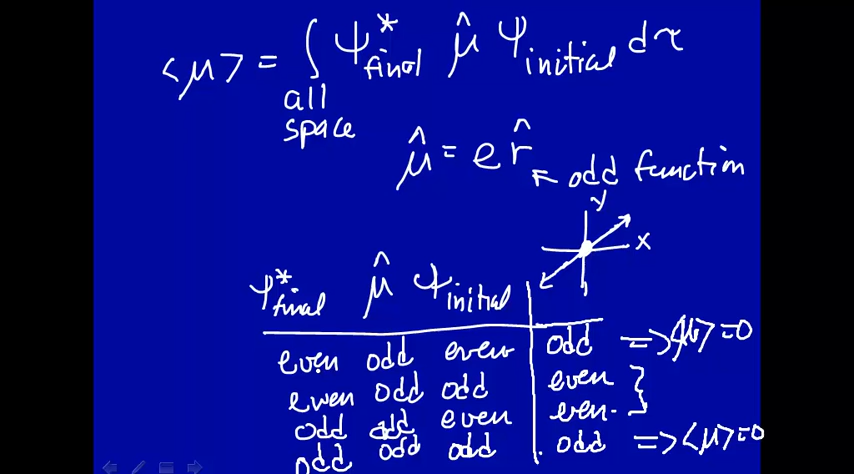 <μ> = ∫ ψ*final μ̂ ψinitial dτ
all
space
μ̂ = e r̂ ← odd function
y
x
ψ*final μ̂ ψinitial
even odd even odd => <μ> = 0
even odd odd even }
odd odd even even
odd odd odd odd => <μ> = 0